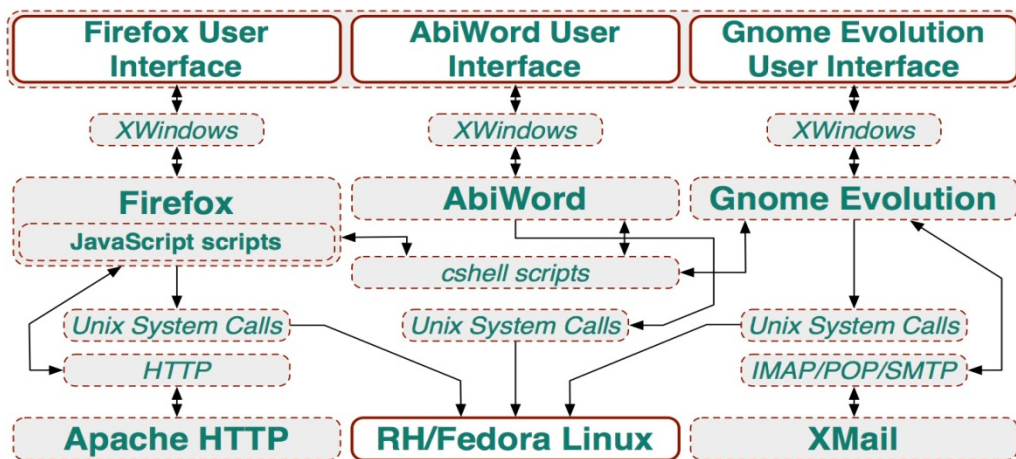 Firefox User
Interface
AbiWord User
Interface
Gnome Evolution
User Interface
XWindows
XWindows
XWindows
Firefox
JavaScript scripts
AbiWord
Gnome Evolution
cshell scripts
Unix System Calls
Unix System Calls
Unix System Calls
HTTP
IMAP/POP/SMTP
Apache HTTP
RH/Fedora Linux
XMail